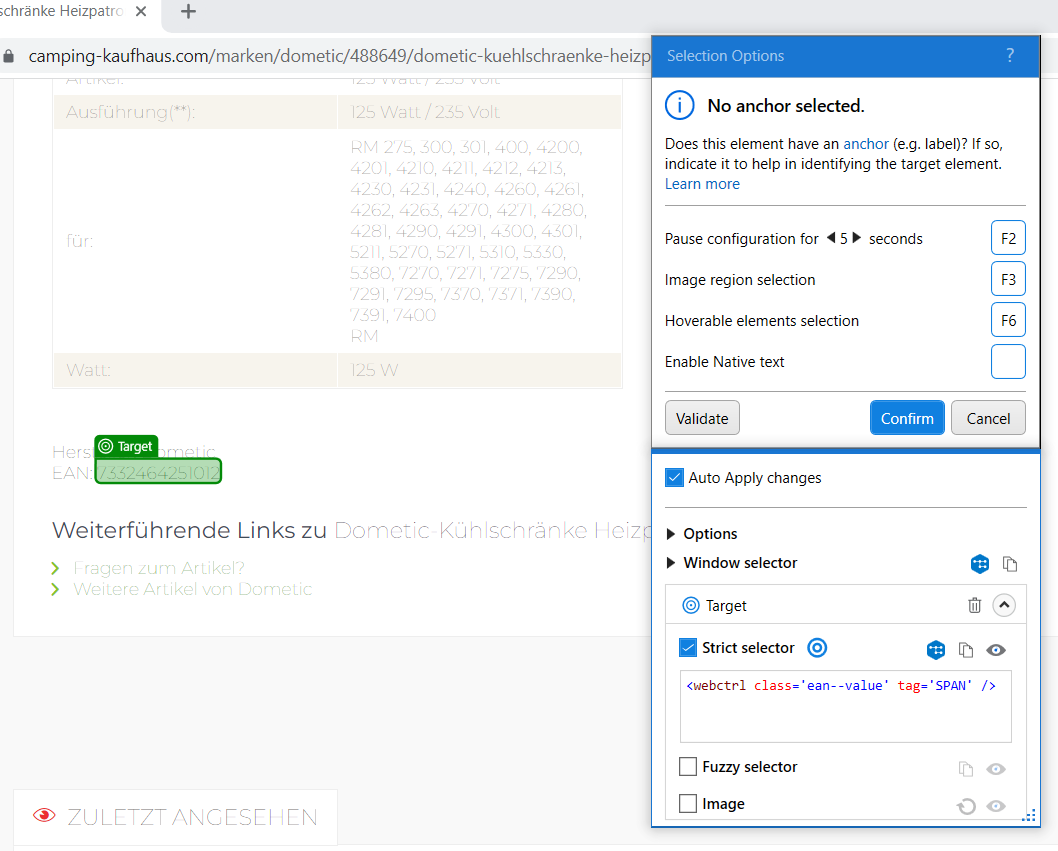 schränke Heizpatro
camping-kaufhaus.com/marken/dometic/488649/dometic-kuehlschraenke-heizp
Artikel: 125 Watt / 235 Volt
Ausführung(**): 125 Watt / 235 Volt
für:
RM 275, 300, 301, 400, 4200,
4201, 4210, 4211, 4212, 4213,
4230, 4231, 4240, 4260, 4261,
4262, 4263, 4270, 4271, 4280,
4281, 4290, 4291, 4300, 4301,
5211, 5270, 5271, 5310, 5330,
5380, 7270, 7271, 7275, 7290,
7291, 7295, 7370, 7371, 7390,
7391, 7400
RM
Watt: 125 W
Target
Hers ometic
EAN: 7332464251012
Weiterführende Links zu Dometic-Kühlschränke Heizp
Fragen zum Artikel?
Weitere Artikel von Dometic
ZULETZT ANGESEHEN
Selection Options ?
No anchor selected.
Does this element have an anchor (e.g. label)? If so,
indicate it to help in identifying the target element.
Learn more
Pause configuration for 5 seconds F2
Image region selection F3
Hoverable elements selection F6
Enable Native text
Validate Confirm Cancel
Auto Apply changes
Options
Window selector
Target
Strict selector
<webctrl class='ean--value' tag='SPAN' />
Fuzzy selector
Image